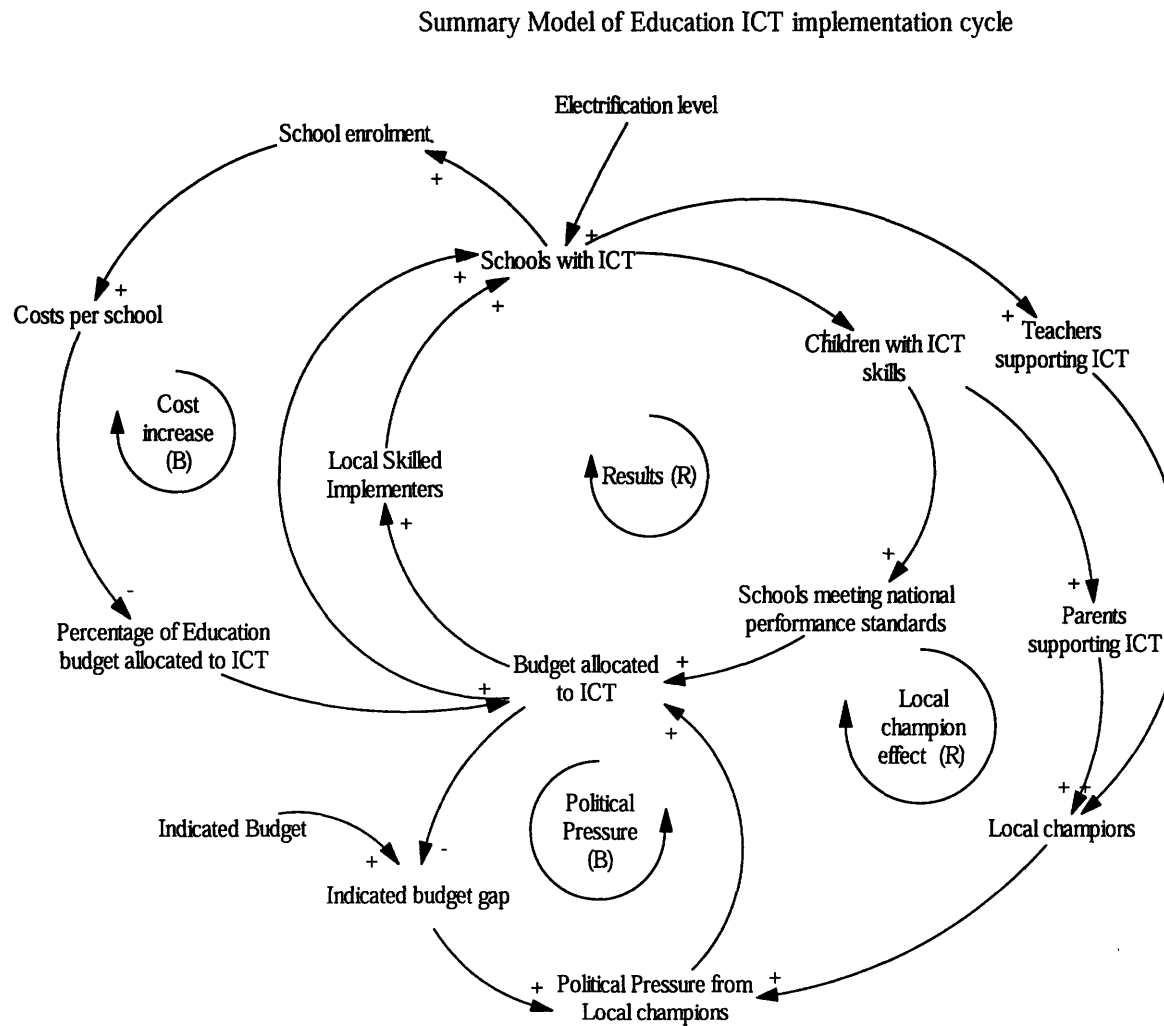 Summary Model of Education ICT implementation cycle
Electrification level
School enrolment
+
+
Schools with ICT
+
+
+
Costs per school
+
Children with ICT
skills
+
Teachers
supporting ICT
+
Cost
increase
(B)
Local Skilled
Implementers
+
Results (R)
+
Schools meeting national
performance standards
+
Parents
supporting ICT
-
Percentage of Education
budget allocated to ICT
+
Budget allocated
to ICT
+
+
Local
champion
effect (R)
Political
Pressure
(B)
Indicated Budget
+
-
Indicated budget gap
+ +
Local champions
+
Political Pressure from
Local champions
+